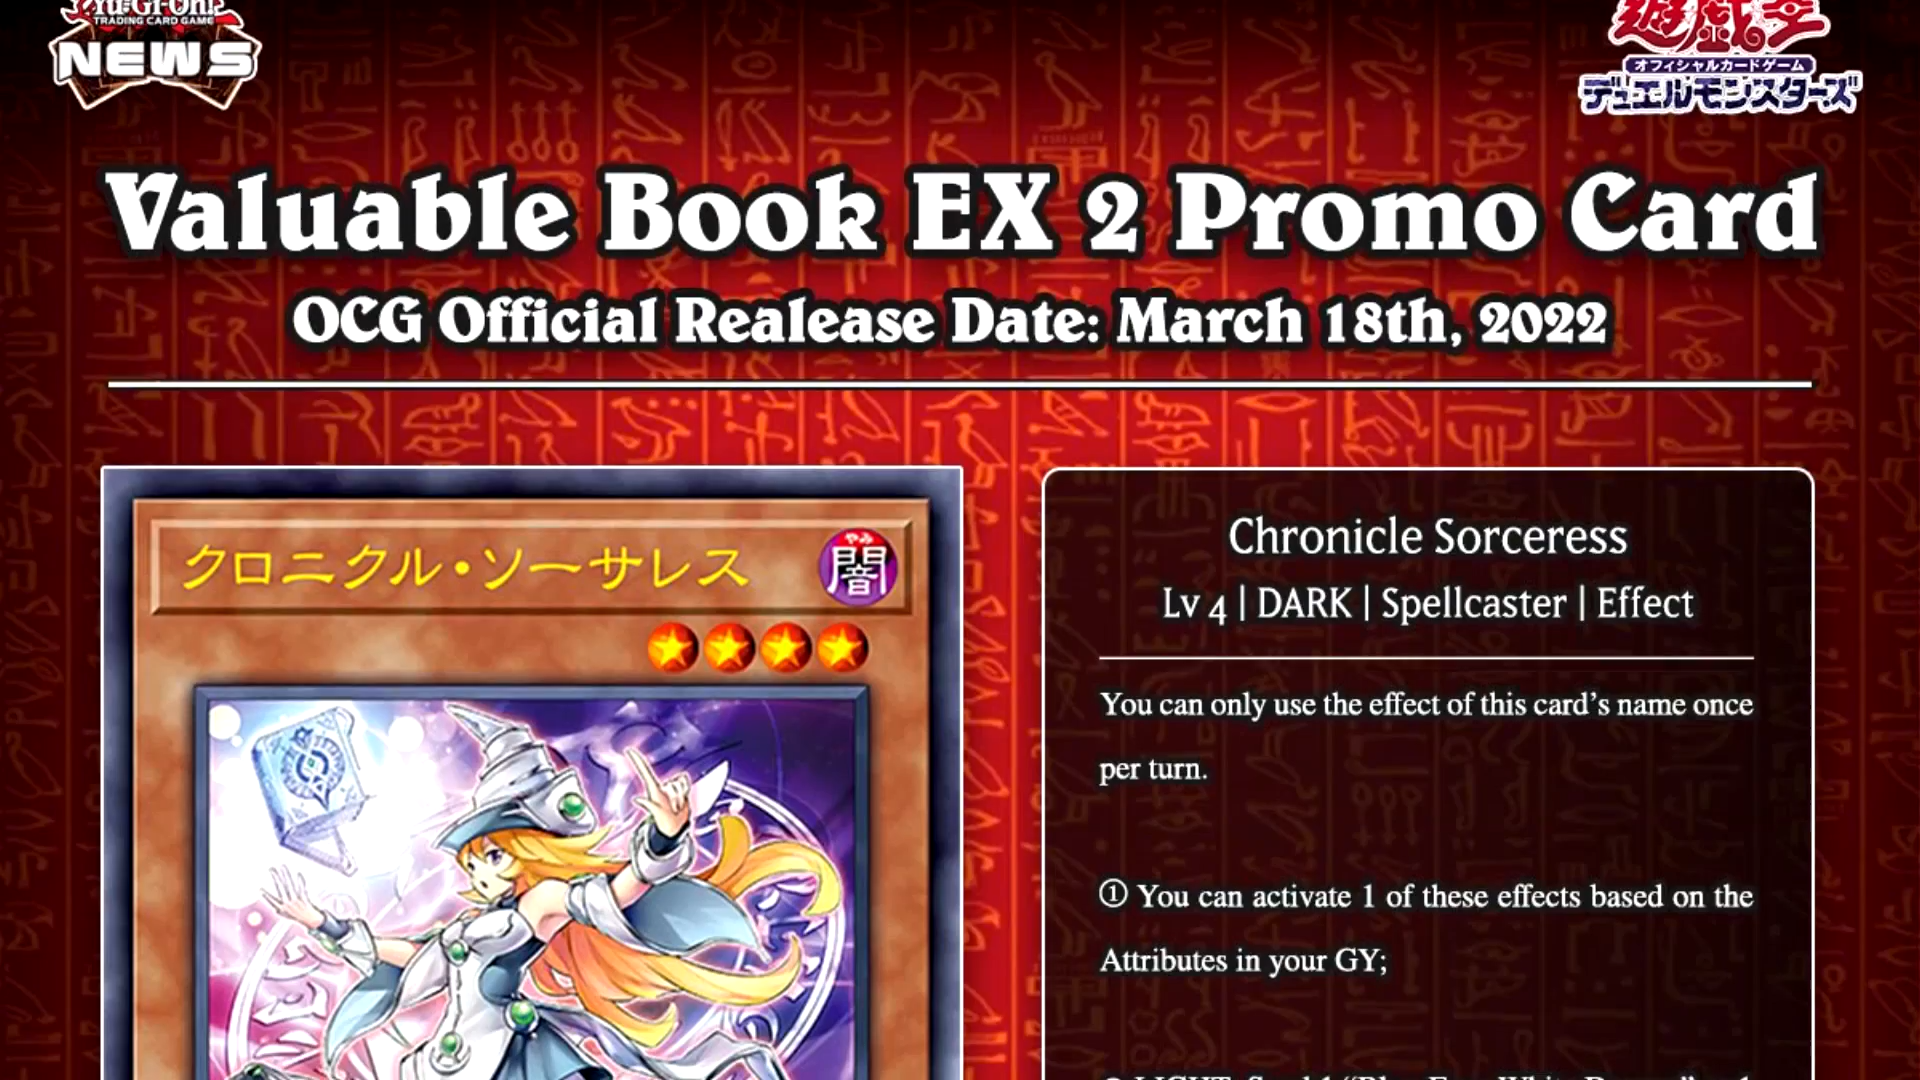 Yu-Gi-Oh!
TRADING CARD GAME
NEWS
遊戯王
オフィシャルカードゲーム
デュエルモンスターズ
Valuable Book EX 2 Promo Card
OCG Official Realease Date: March 18th, 2022
クロニクル・ソーサレス
やみ
闇
Chronicle Sorceress
Lv 4 | DARK | Spellcaster | Effect
You can only use the effect of this card’s name once
per turn.
① You can activate 1 of these effects based on the
Attributes in your GY;